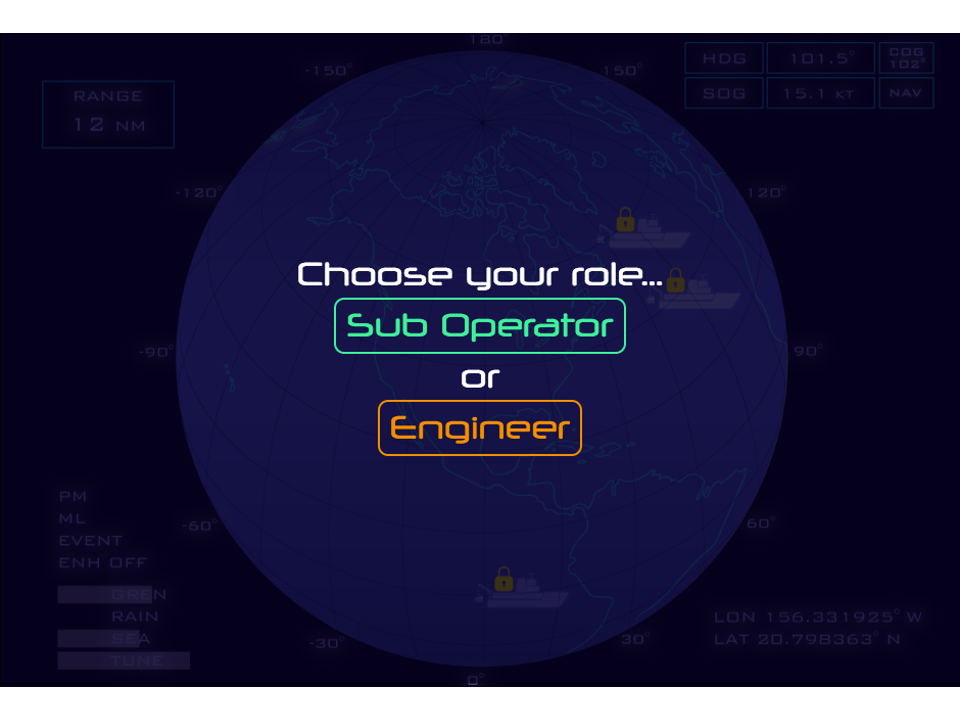 180°
-150°
150°
HDG
101.5°
COG
102°
RANGE
12 NM
SOG
15.1 KT
NAV
-120°
120°
Choose your role...
Sub Operator
-90°
90°
or
Engineer
PM
ML
-60°
60°
EVENT
ENH OFF
GREN
RAIN
SEA
TUNE
-30°
30°
LON 156.331925° W
LAT 20.798363° N
0°